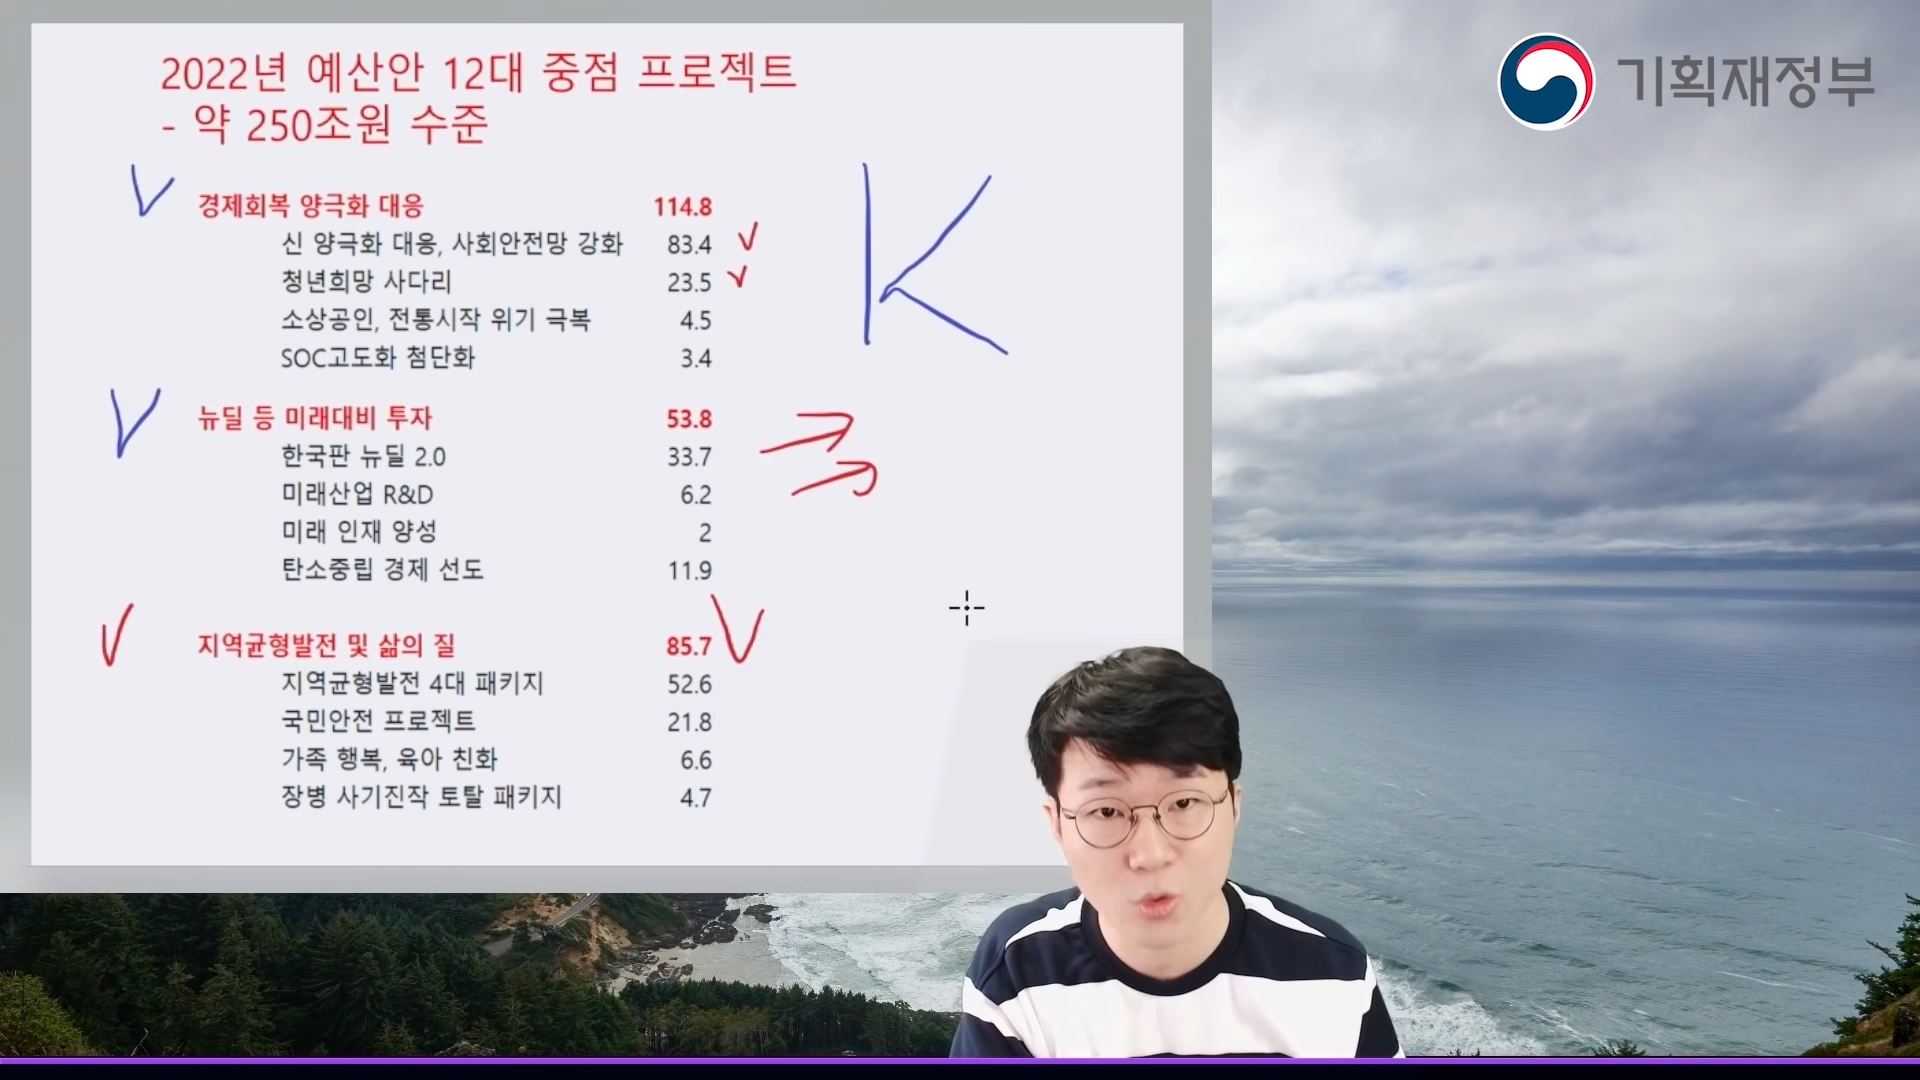 2022년 예산안 12대 중점 프로젝트
- 약 250조원 수준
기획재정부
경제회복 양극화 대응 114.8
신 양극화 대응, 사회안전망 강화 83.4
청년희망 사다리 23.5
소상공인, 전통시작 위기 극복 4.5
SOC고도화 첨단화 3.4
K
뉴딜 등 미래대비 투자 53.8
한국판 뉴딜 2.0 33.7
미래산업 R&D 6.2
미래 인재 양성 2
탄소중립 경제 선도 11.9
지역균형발전 및 삶의 질 85.7
지역균형발전 4대 패키지 52.6
국민안전 프로젝트 21.8
가족 행복, 육아 친화 6.6
장병 사기진작 토탈 패키지 4.7